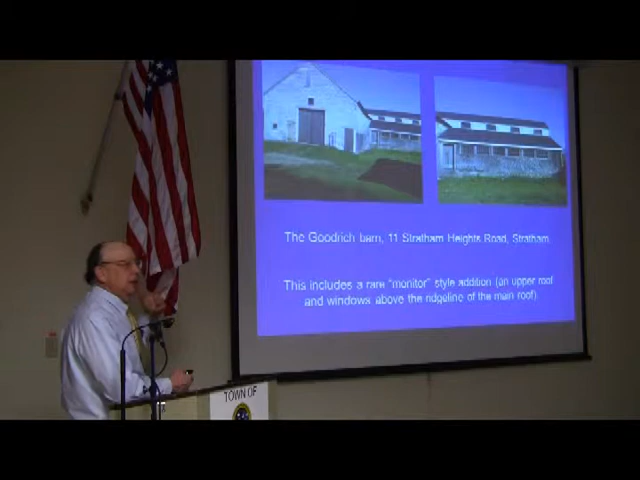 The Goodrich barn, 11 Stratham Heights Road, Stratham.
This includes a rare "monitor" style addition (an upper roof
and windows above the ridgeline of the main roof).
TOWN OF